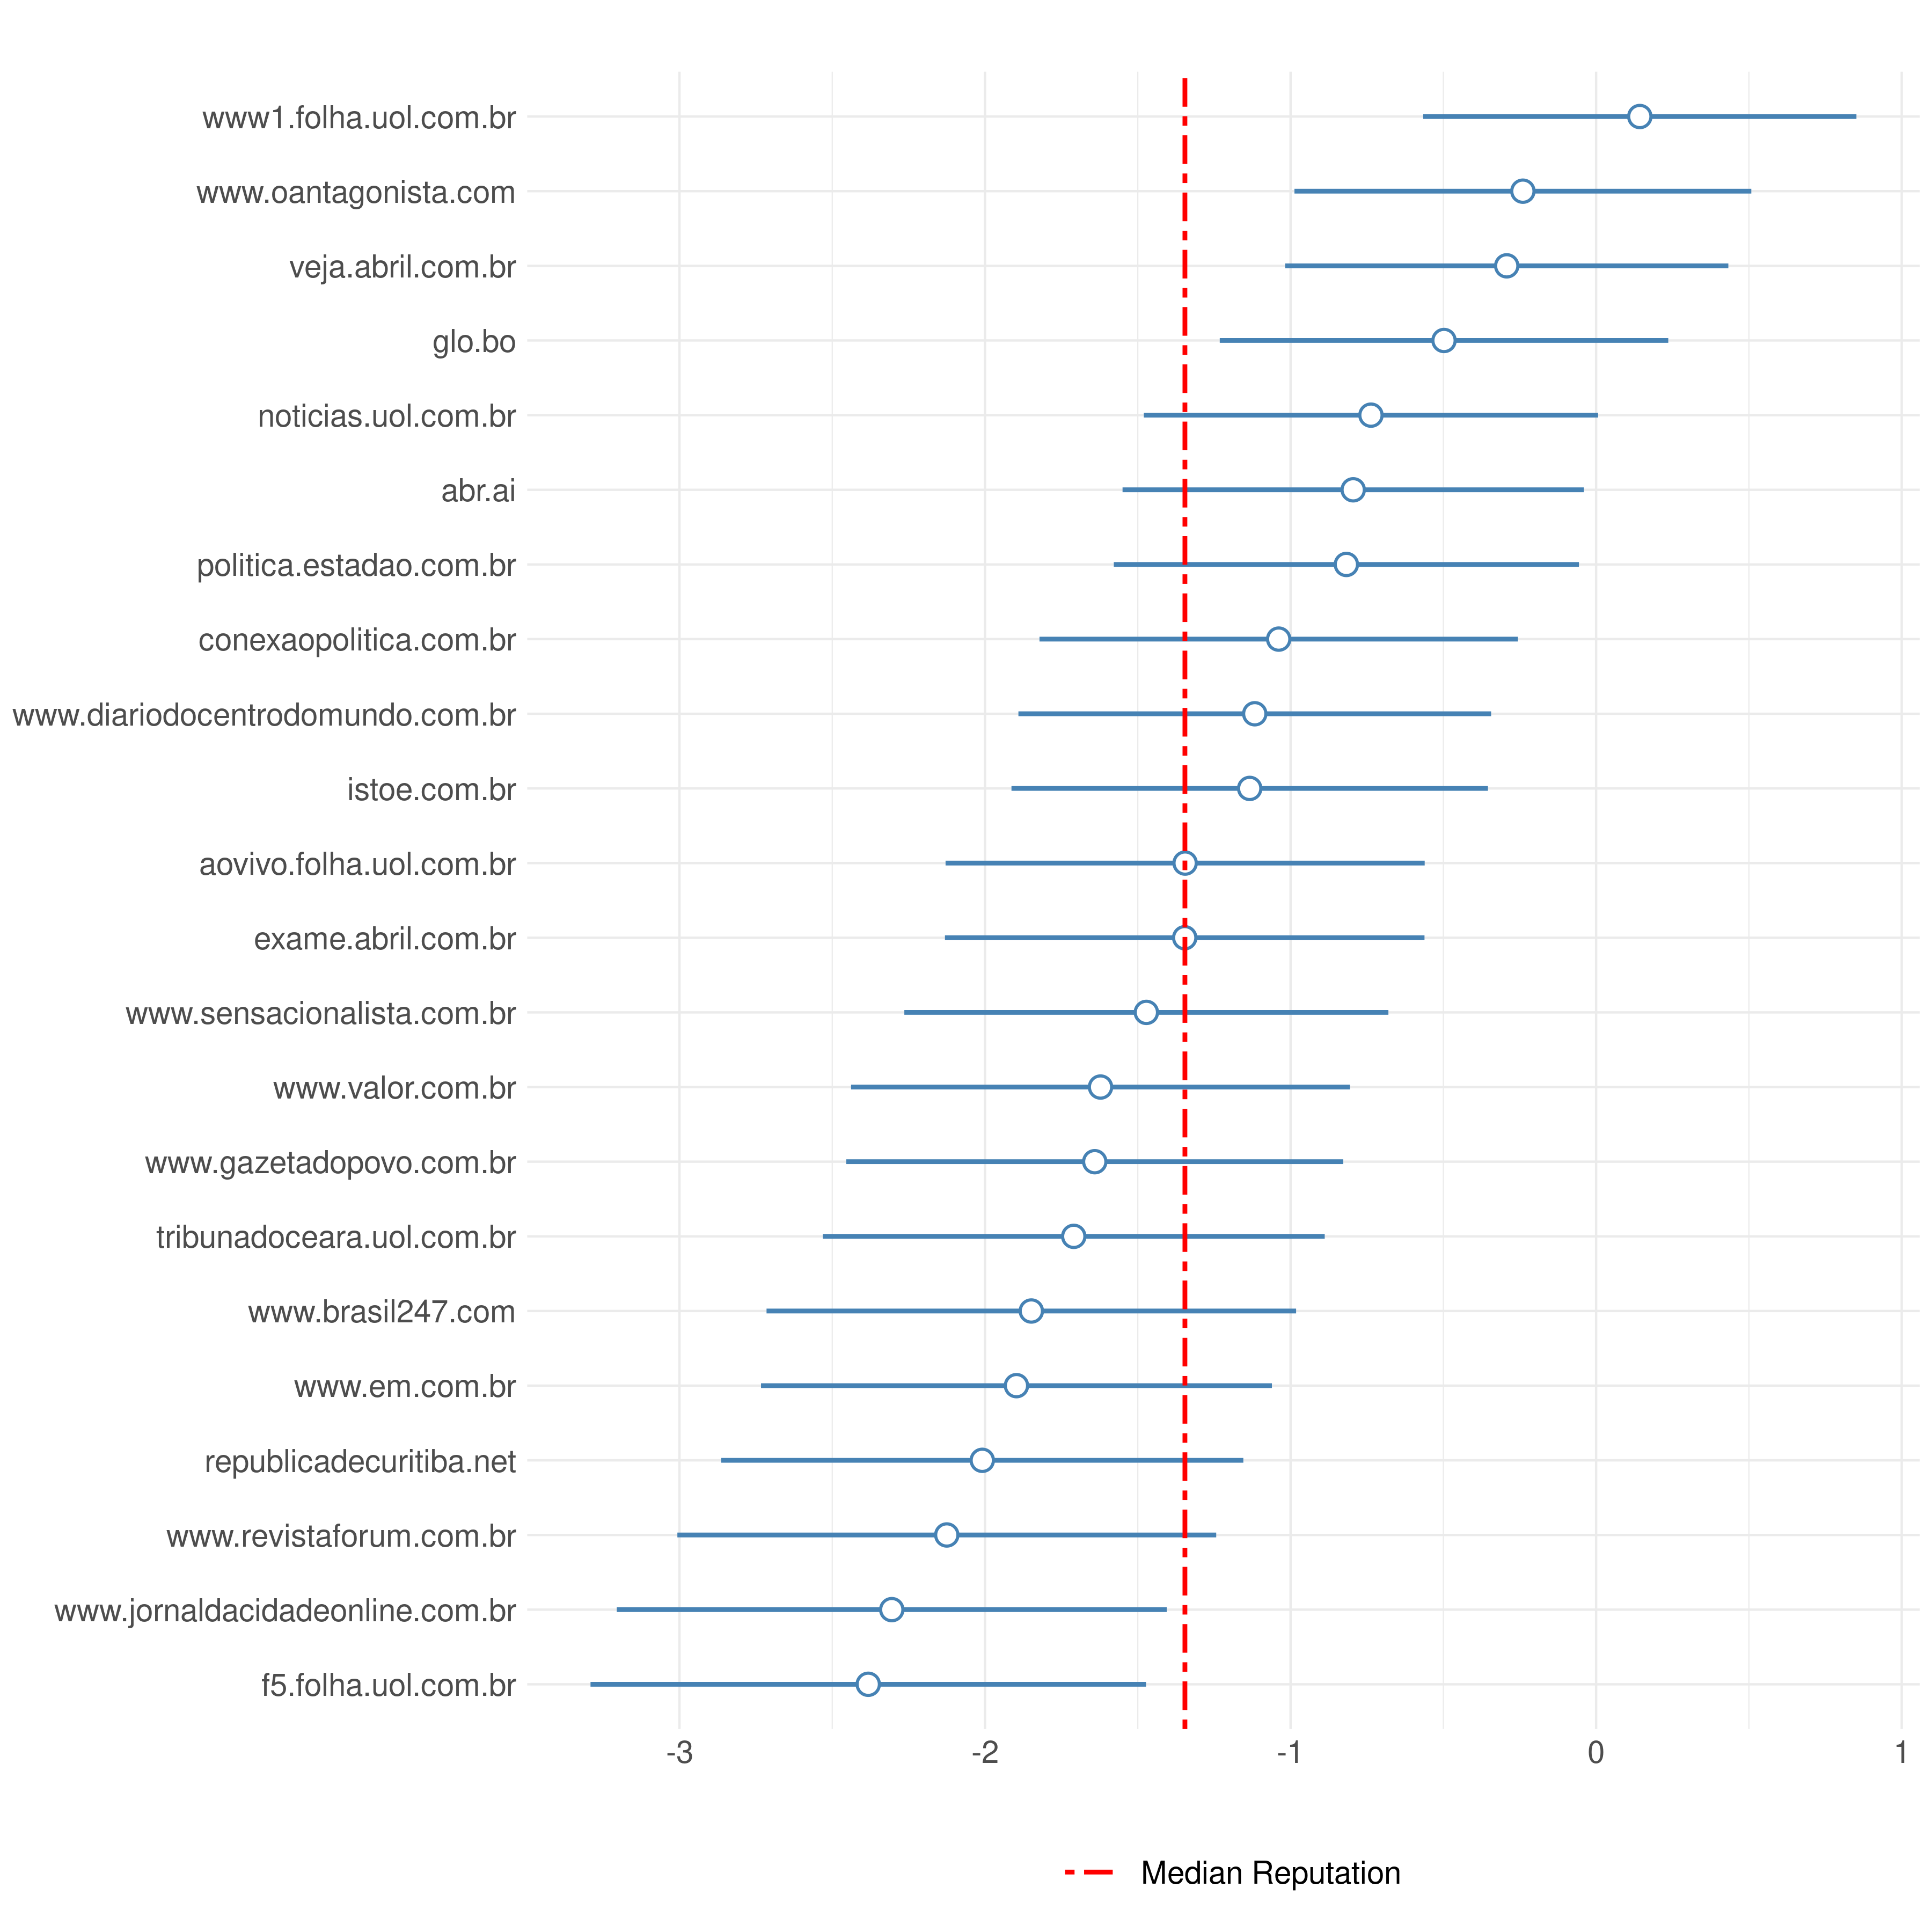 www1.folha.uol.com.br
www.oantagonista.com
veja.abril.com.br
glo.bo
noticias.uol.com.br
abr.ai
politica.estadao.com.br
conexaopolitica.com.br
www.diariodocentrodomundo.com.br
istoe.com.br
aovivo.folha.uol.com.br
exame.abril.com.br
www.sensacionalista.com.br
www.valor.com.br
www.gazetadopovo.com.br
tribunadoceara.uol.com.br
www.brasil247.com
www.em.com.br
republicadecuritiba.net
www.revistaforum.com.br
www.jornaldacidadeonline.com.br
f5.folha.uol.com.br
-3 -2 -1 0 1
Median Reputation